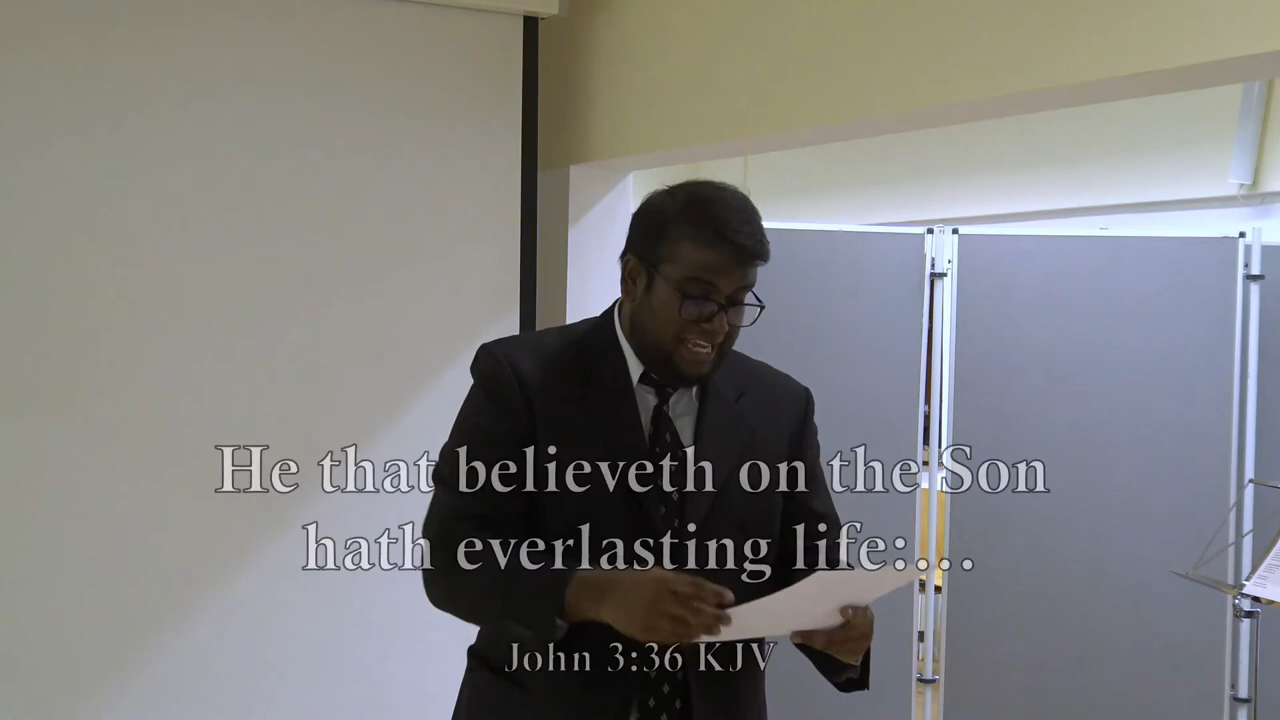 He that believeth on the Son
hath everlasting life:...
John 3:36 KJV